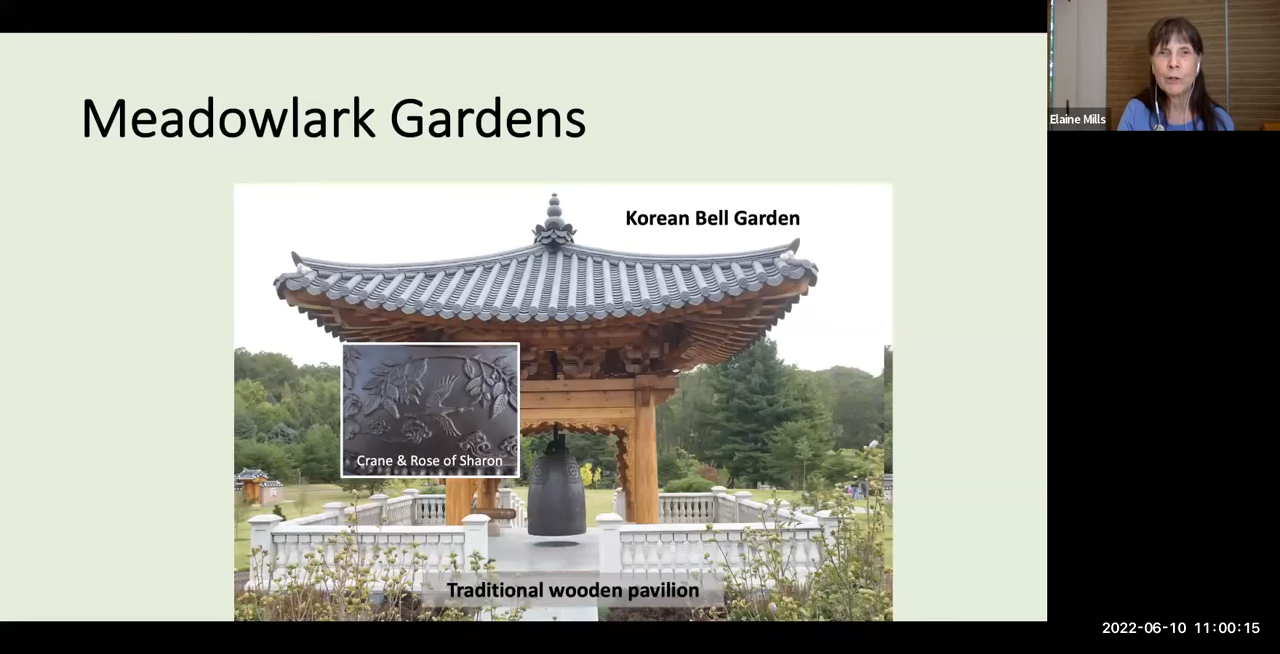 Meadowlark Gardens
Elaine Mills
Korean Bell Garden
Crane & Rose of Sharon
Traditional wooden pavilion
2022-06-10 11:00:15